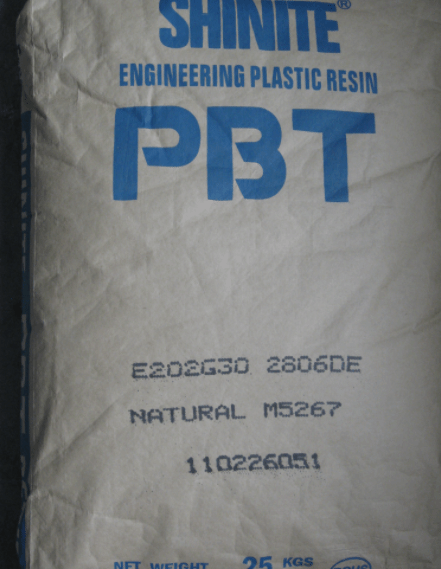 SHINITE®
ENGINEERING PLASTIC RESIN
PBT
E202G30 2806DE
NATURAL M5267
110226051
NET WEIGHT 25 KGS